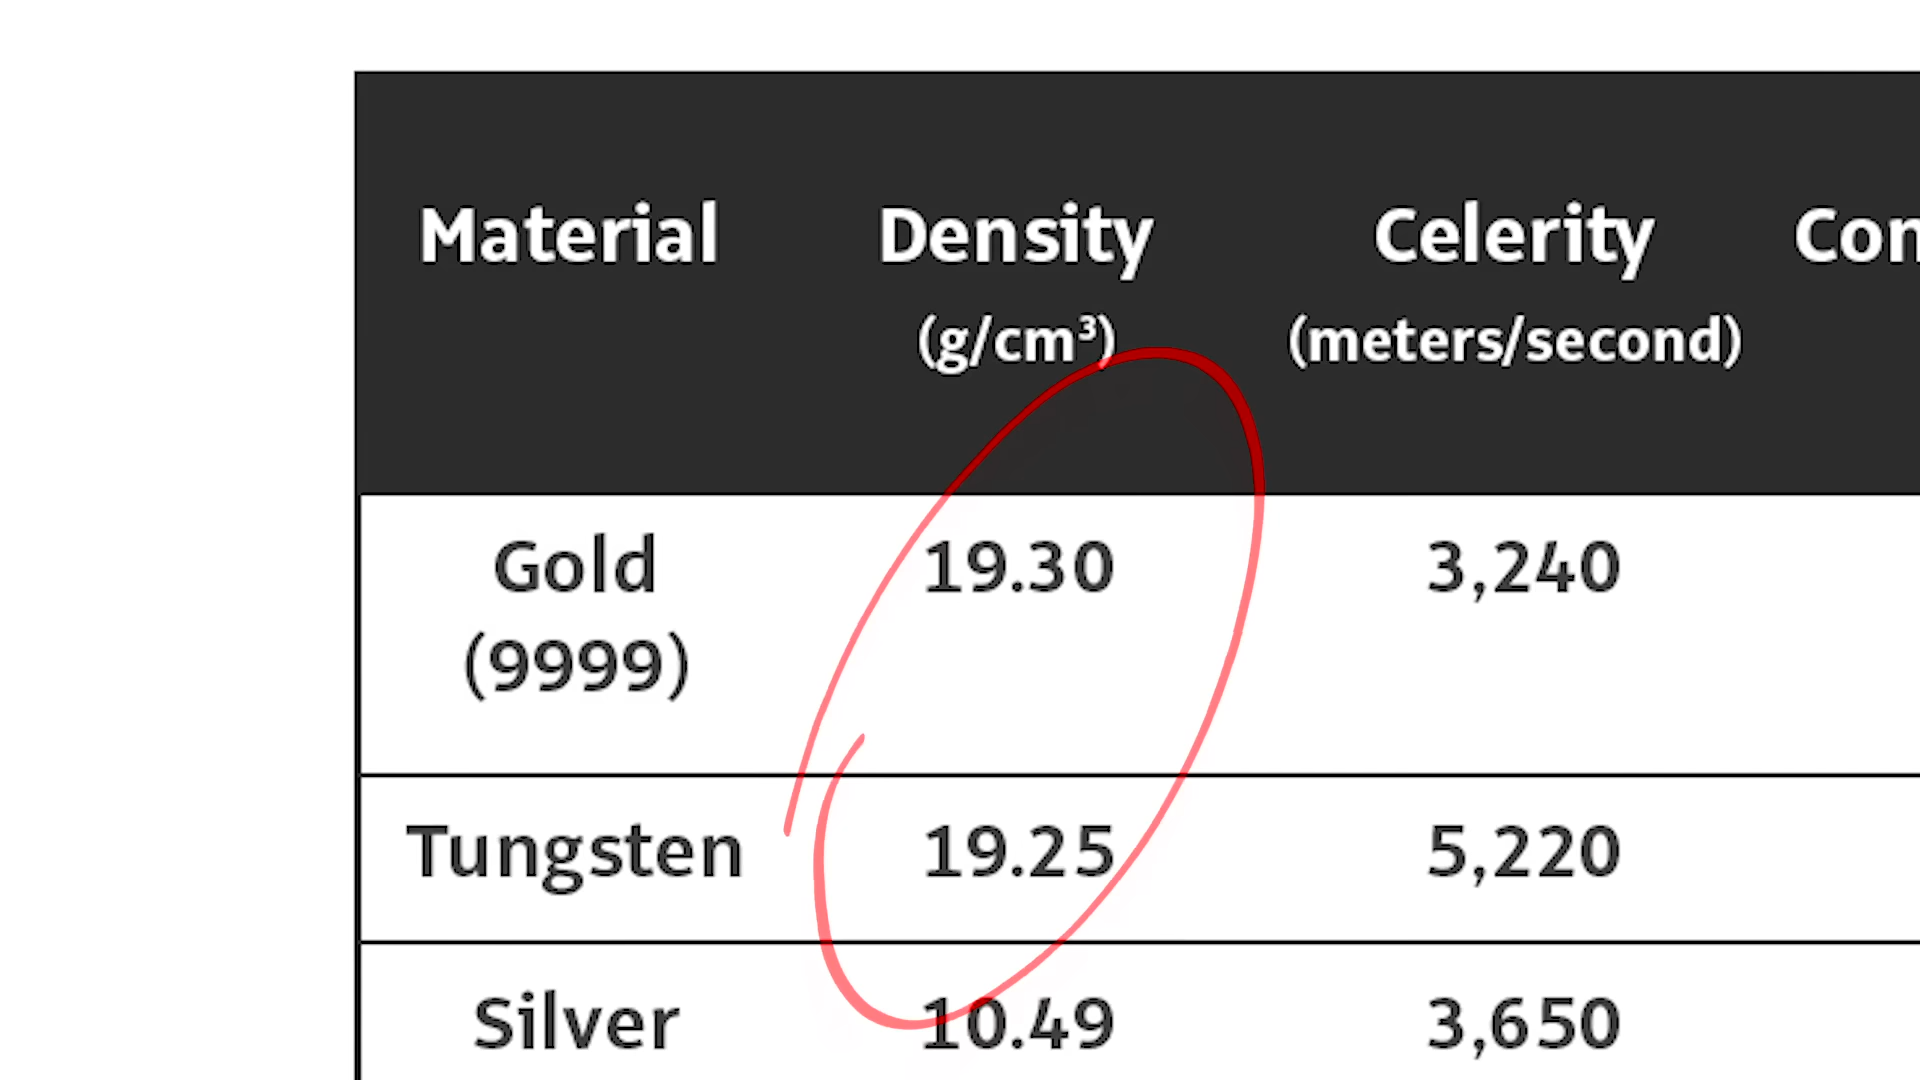 Material Density Celerity
(g/cm³) (meters/second)
Gold 19.30 3,240
(9999)
Tungsten 19.25 5,220
Silver 10.49 3,650